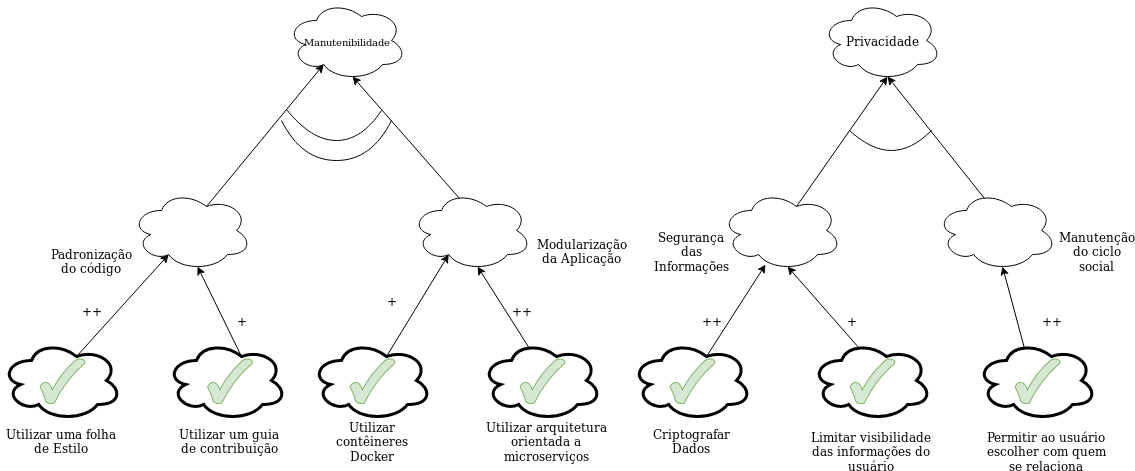 Manutenibilidade
Privacidade
Padronização
do código
Modularização
da Aplicação
Segurança
das
Informações
Manutenção
do ciclo
social
++
+
+
++
++
+
++
Utilizar uma folha
de Estilo
Utilizar um guia
de contribuição
Utilizar
contêineres
Docker
Utilizar arquitetura
orientada a
microserviços
Criptografar
Dados
Limitar visibilidade
das informações do
usuário
Permitir ao usuário
escolher com quem
se relaciona